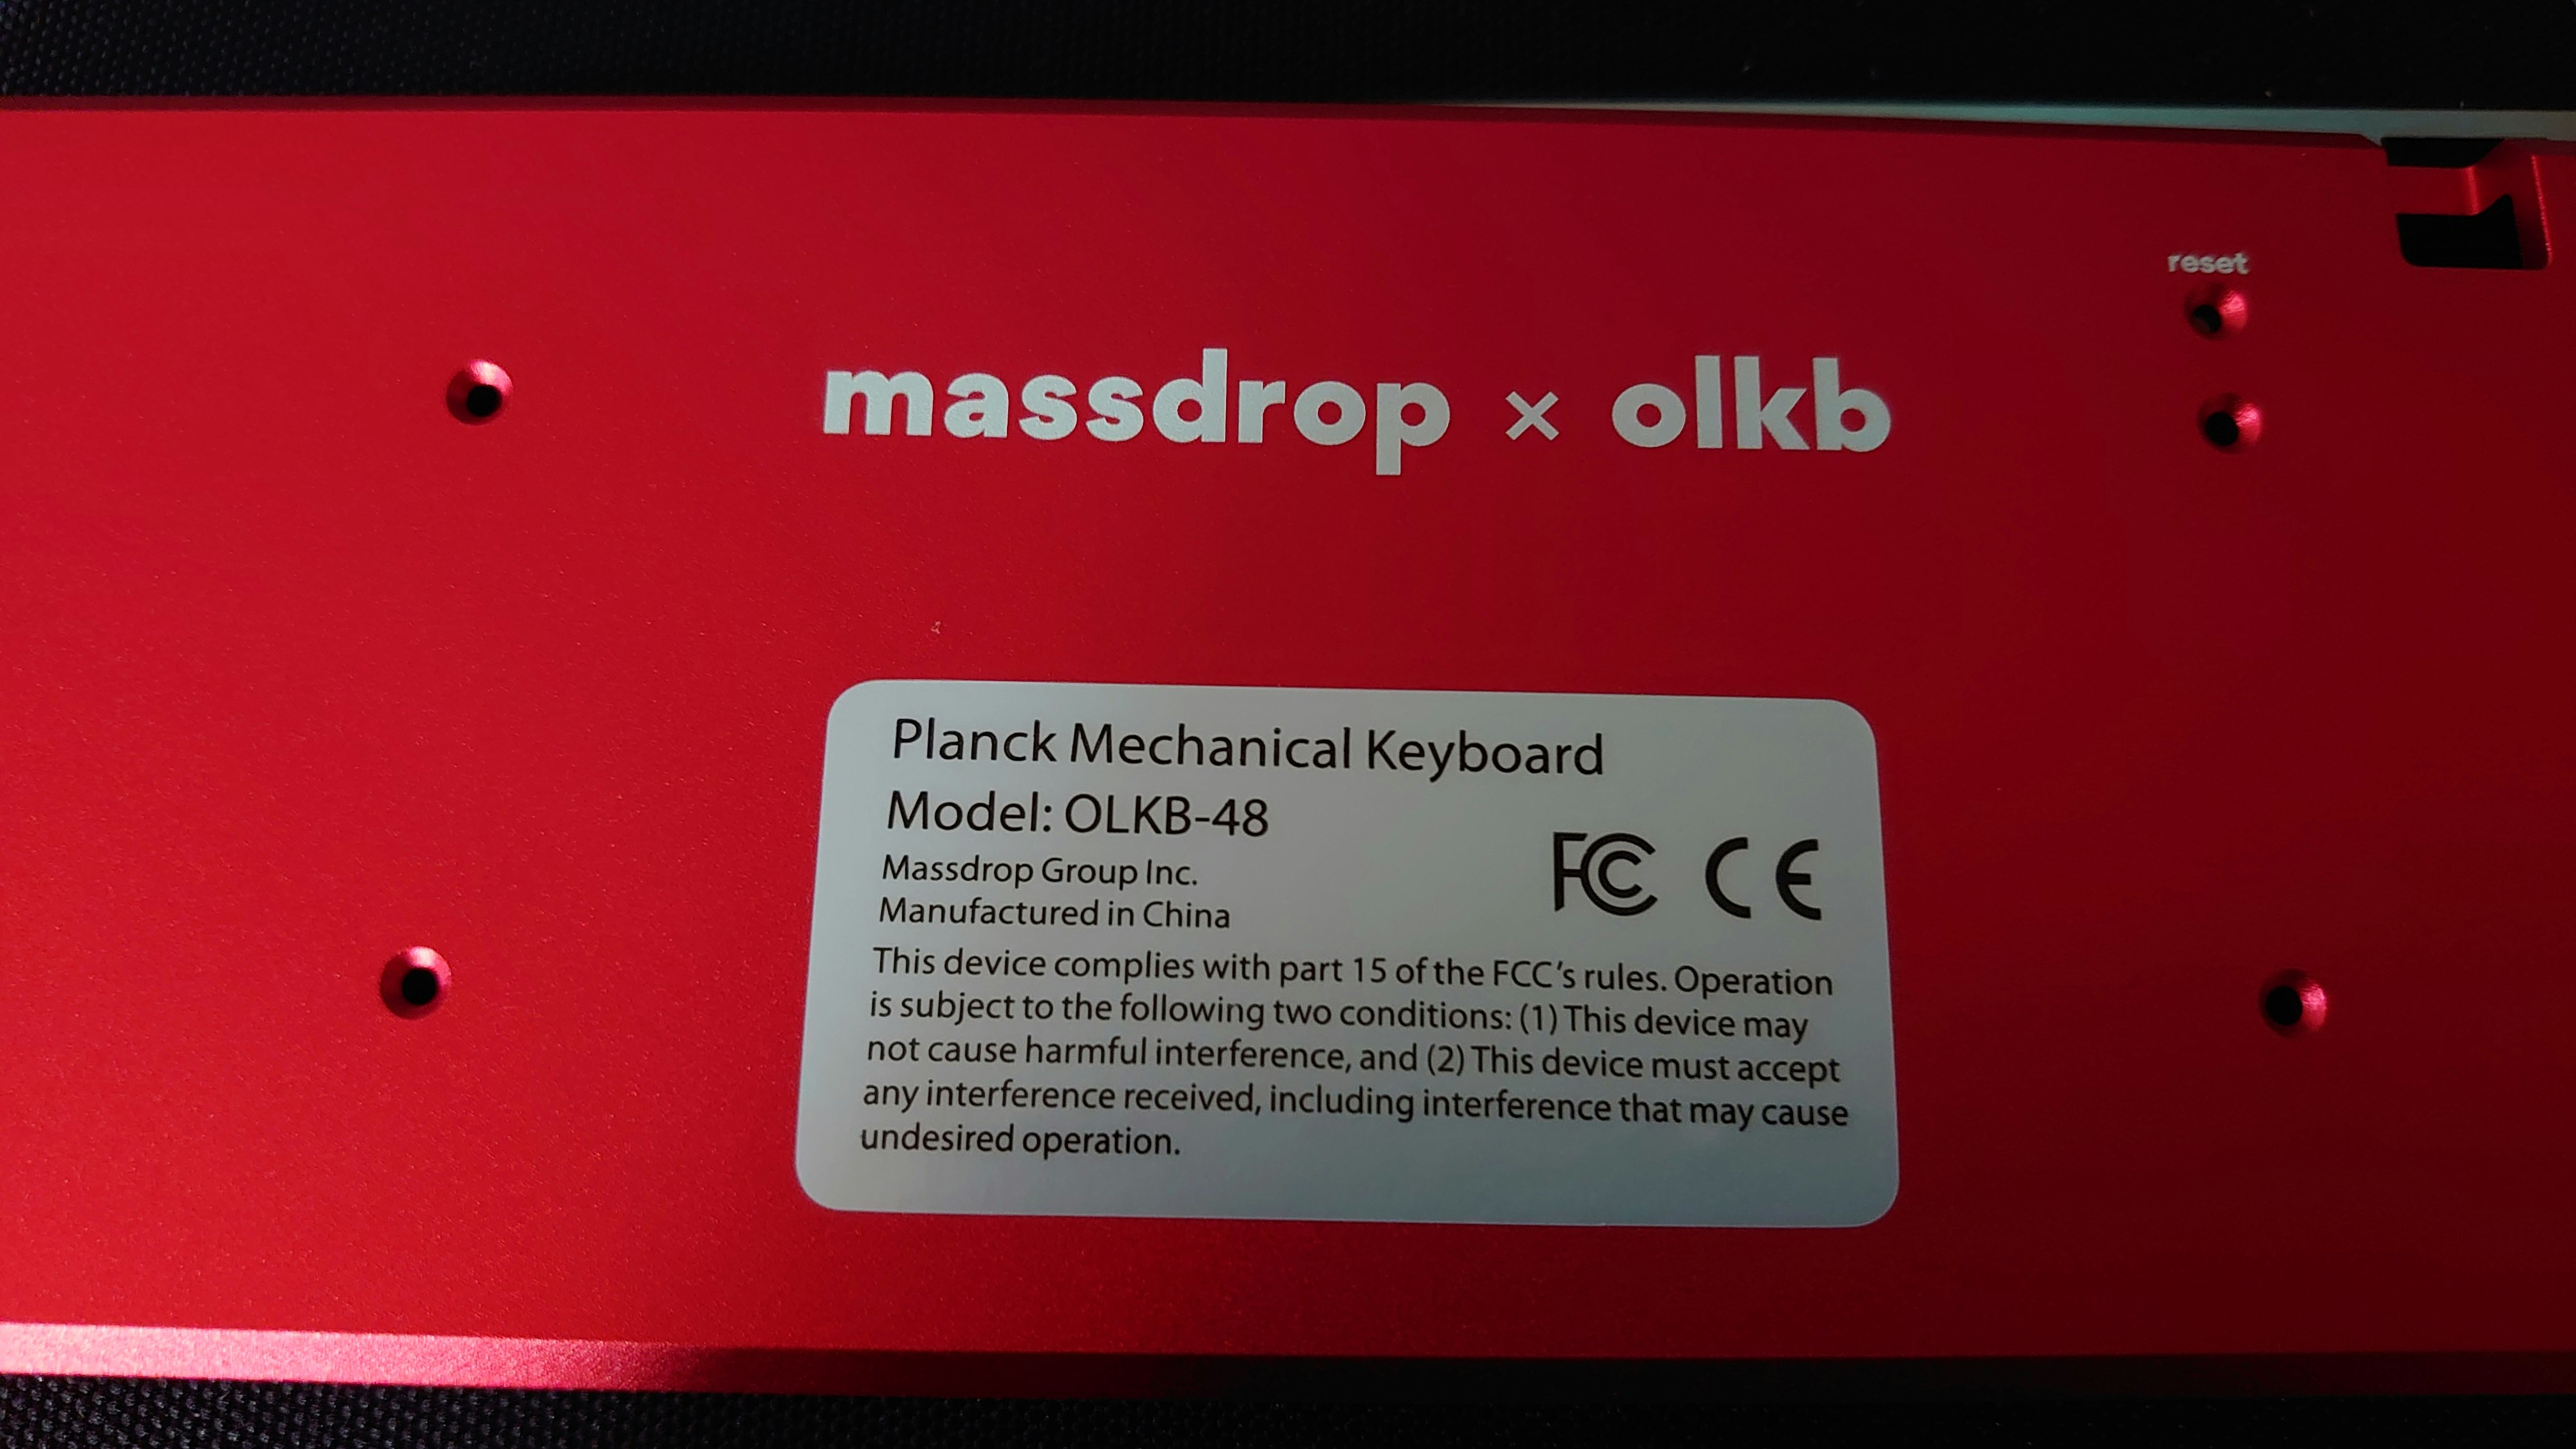 reset
massdrop × olkb
Planck Mechanical Keyboard
Model: OLKB-48
Massdrop Group Inc.
Manufactured in China
FC CE
This device complies with part 15 of the FCC's rules. Operation
is subject to the following two conditions: (1) This device may
not cause harmful interference, and (2) This device must accept
any interference received, including interference that may cause
undesired operation.